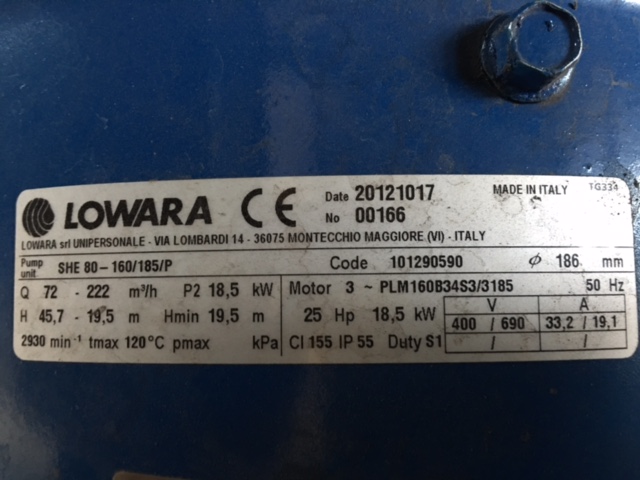 LOWARA CE Date 20121017 MADE IN ITALY TG334
No 00166
LOWARA srl UNIPERSONALE - VIA LOMBARDI 14 - 36075 MONTECCHIO MAGGIORE (VI) - ITALY
Pump unit SHE 80-160/185/P Code 101290590 ϕ 186 mm
Q 72 - 222 m³/h P2 18,5 kW Motor 3 ~ PLM160B34S3/3185 50 Hz
H 45,7 - 19,5 m Hmin 19,5 m 25 Hp 18,5 kW V A
400 / 690 33,2 / 19,1
2930 min⁻¹ tmax 120°C pmax kPa Cl 155 IP 55 Duty S1 / /